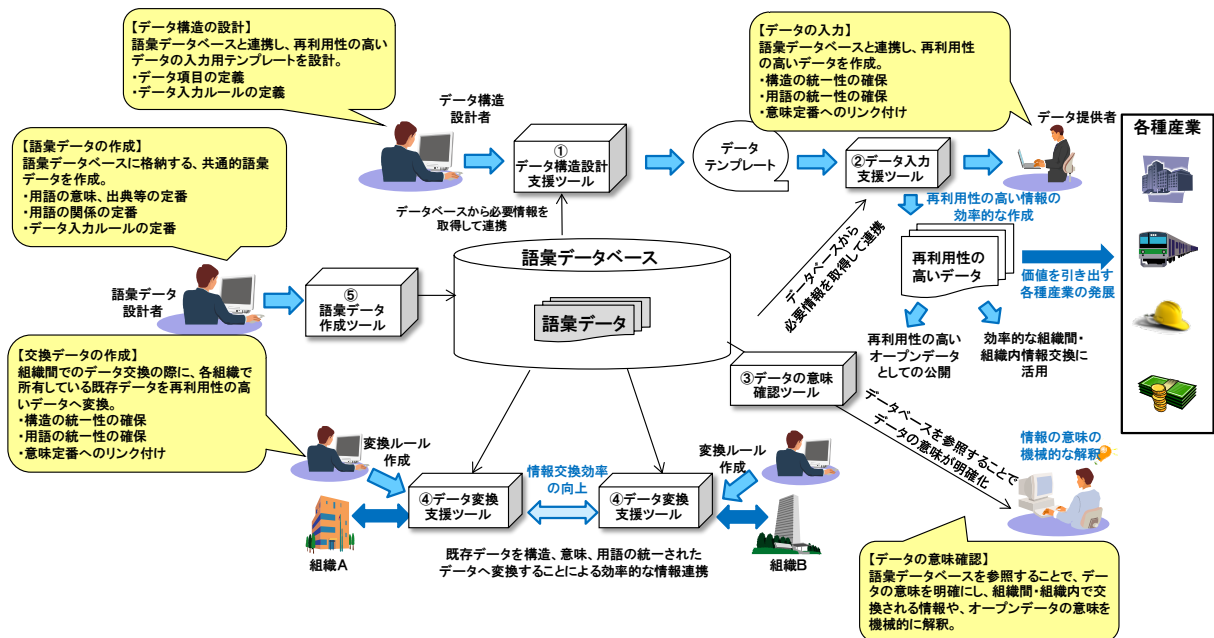 【データ構造の設計】
語彙データベースと連携し、再利用性の高い
データの入力用テンプレートを設計。
・データ項目の定義
・データ入力ルールの定義
データ構造
設計者
①
データ構造設計
支援ツール
データベースから必要情報を
取得して連携
データ
テンプレート
【データの入力】
語彙データベースと連携し、再利用性
の高いデータを作成。
・構造の統一性の確保
・用語の統一性の確保
・意味定番へのリンク付け
データ提供者
②データ入力
支援ツール
再利用性の高い情報の
効率的な作成
再利用性の
高いデータ
価値を引き出す
各種産業の発展
各種産業
再利用性の高い
オープンデータ
としての公開
効率的な組織間・
組織内情報交換に
活用
【語彙データの作成】
語彙データベースに格納する、共通的語彙
データを作成。
・用語の意味、出典等の定番
・用語の関係の定番
・データ入力ルールの定番
語彙データ
設計者
⑤
語彙データ
作成ツール
語彙データベース
語彙データ
データベースから
必要情報を取得して連携
③データの意味
確認ツール
データベースを参照することで
データの意味が明確化
情報の意味の
機械的な解釈
【交換データの作成】
組織間でのデータ交換の際に、各組織で
所有している既存データを再利用性の高
いデータへ変換。
・構造の統一性の確保
・用語の統一性の確保
・意味定番へのリンク付け
変換ルール
作成
④データ変換
支援ツール
情報交換効率
の向上
④データ変換
支援ツール
変換ルール
作成
組織A
組織B
既存データを構造、意味、用語の統一された
データへ変換することによる効率的な情報連携
【データの意味確認】
語彙データベースを参照することで、デー
タの意味を明確にし、組織間・組織内で交
換される情報や、オープンデータの意味を
機械的に解釈。